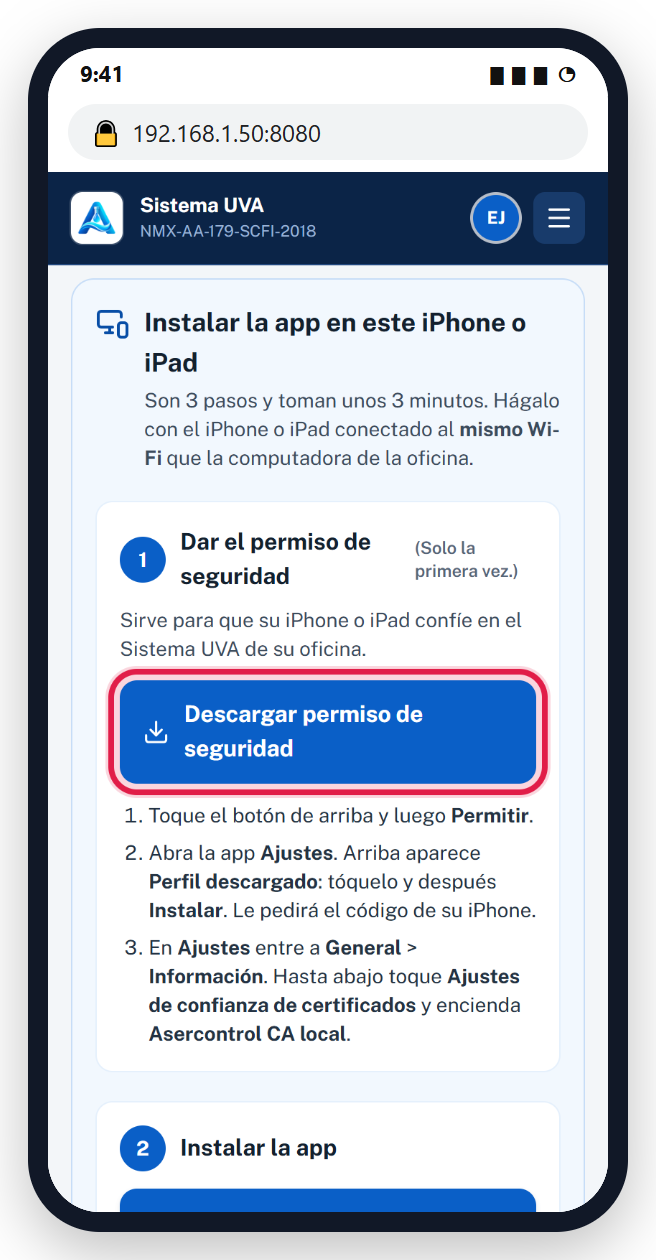 9:41
192.168.1.50:8080
Sistema UVA
NMX-AA-179-SCFI-2018
EJ
Instalar la app en este iPhone o
iPad
Son 3 pasos y toman unos 3 minutos. Hágalo
con el iPhone o iPad conectado al mismo Wi-
Fi que la computadora de la oficina.
1
Dar el permiso de
seguridad
(Solo la
primera vez.)
Sirve para que su iPhone o iPad confíe en el
Sistema UVA de su oficina.
Descargar permiso de
seguridad
1. Toque el botón de arriba y luego Permitir.
2. Abra la app Ajustes. Arriba aparece
Perfil descargado: tóquelo y después
Instalar. Le pedirá el código de su iPhone.
3. En Ajustes entre a General >
Información. Hasta abajo toque Ajustes
de confianza de certificados y encienda
Asercontrol CA local.
2
Instalar la app